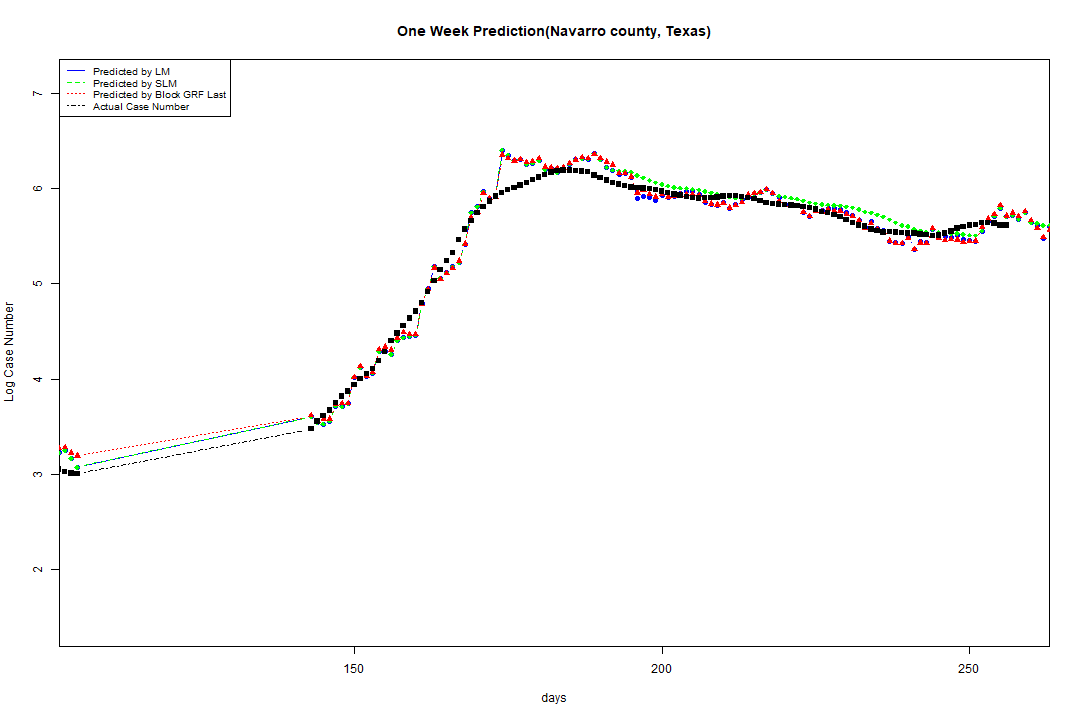 One Week Prediction(Navarro county, Texas)
Predicted by LM
Predicted by SLM
Predicted by Block GRF Last
Actual Case Number
7
6
5
4
3
2
Log Case Number
150
200
250
days